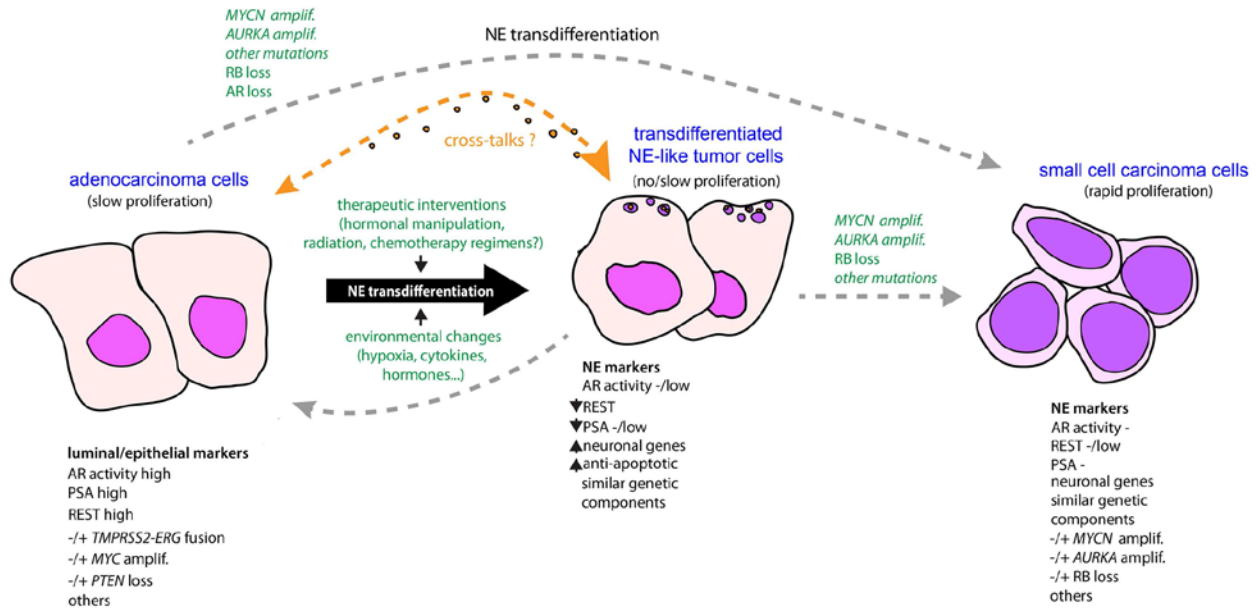 MYCN amplif.
AURKA amplif.
other mutations
RB loss
AR loss
NE transdifferentiation
cross-talks ?
adenocarcinoma cells
(slow proliferation)
transdifferentiated
NE-like tumor cells
(no/slow proliferation)
small cell carcinoma cells
(rapid proliferation)
therapeutic interventions
(hormonal manipulation,
radiation, chemotherapy regimens?)
NE transdifferentiation
environmental changes
(hypoxia, cytokines,
hormones...)
MYCN amplif.
AURKA amplif.
RB loss
other mutations
luminal/epithelial markers
AR activity high
PSA high
REST high
-/+ TMPRSS2-ERG fusion
-/+ MYC amplif.
-/+ PTEN loss
others
NE markers
AR activity -/low
REST
PSA -/low
neuronal genes
anti-apoptotic
similar genetic
components
NE markers
AR activity -
REST -/low
PSA -
neuronal genes
similar genetic
components
-/+ MYCN amplif.
-/+ AURKA amplif.
-/+ RB loss
others